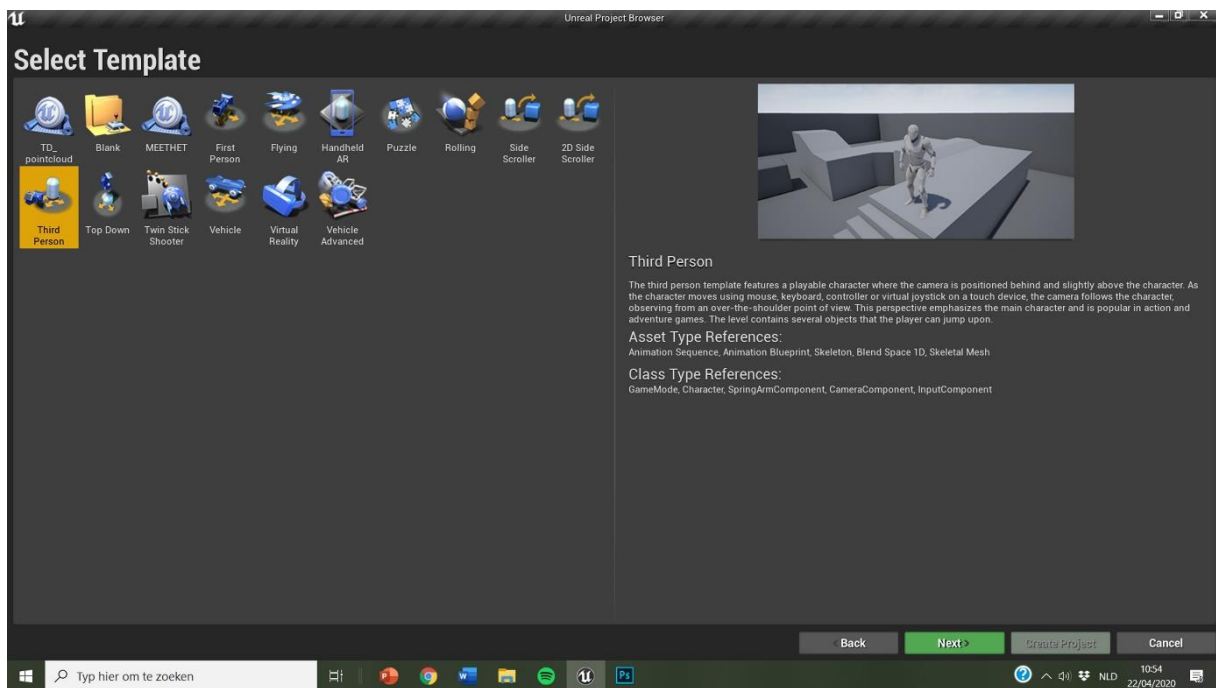 Unreal Project Browser
Select Template
TD_
pointcloud
Blank
MEETHET
First
Person
Flying
Handheld
AR
Puzzle
Rolling
Side
Scroller
2D Side
Scroller
Third
Person
Top Down
Twin Stick
Shooter
Vehicle
Virtual
Reality
Vehicle
Advanced
Third Person
The third person template features a playable character where the camera is positioned behind and slightly above the character. As
the character moves using mouse, keyboard, controller or virtual joystick on a touch device, the camera follows the character,
observing from an over-the-shoulder point of view. This perspective emphasizes the main character and is popular in action and
adventure games. The level contains several objects that the player can jump upon.
Asset Type References:
Animation Sequence, Animation Blueprint, Skeleton, Blend Space 1D, Skeletal Mesh
Class Type References:
GameMode, Character, SpringArmComponent, CameraComponent, InputComponent
< Back
Next >
Create Project
Cancel
Typ hier om te zoeken
NLD
10:54
22/04/2020